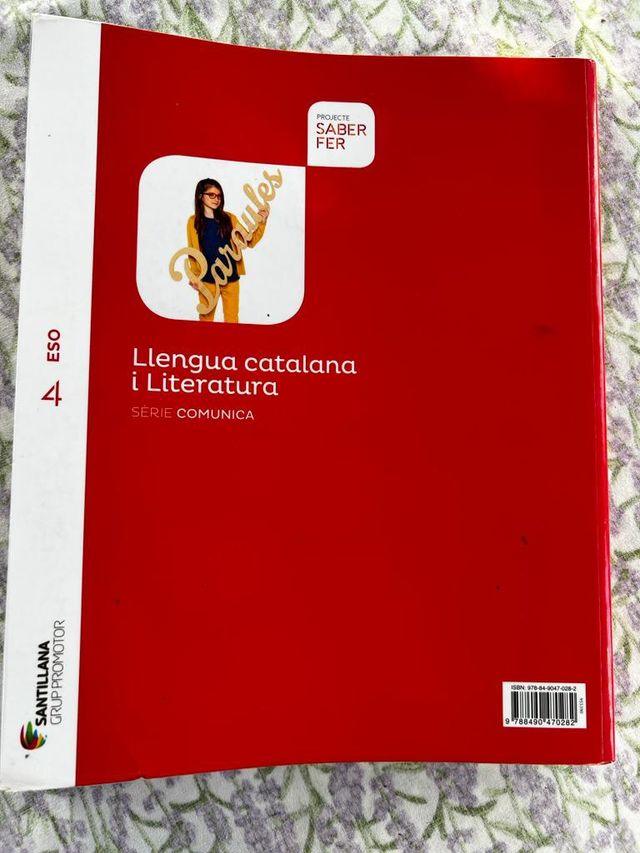 PROJECTE
SABER
FER
Paraules
Llengua catalana
i Literatura
SÈRIE COMUNICA
4 ESO
SANTILLANA
GRUP PROMOTOR
ISBN: 978-84-9047-028-2
9 788490 470282